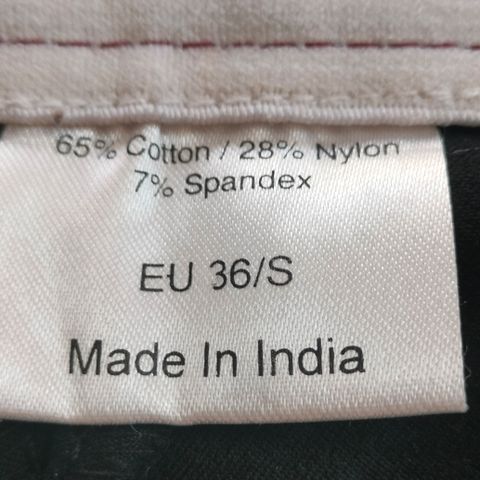 65% Cotton / 28% Nylon
7% Spandex
EU 36/S
Made In India